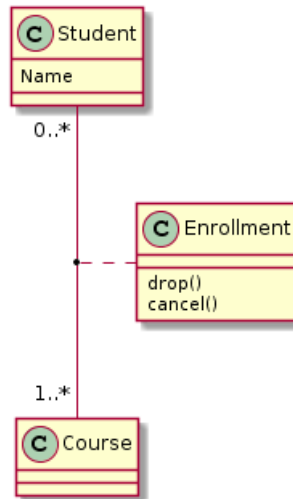 C Student
Name
0..*
C Enrollment
drop()
cancel()
1..*
C Course